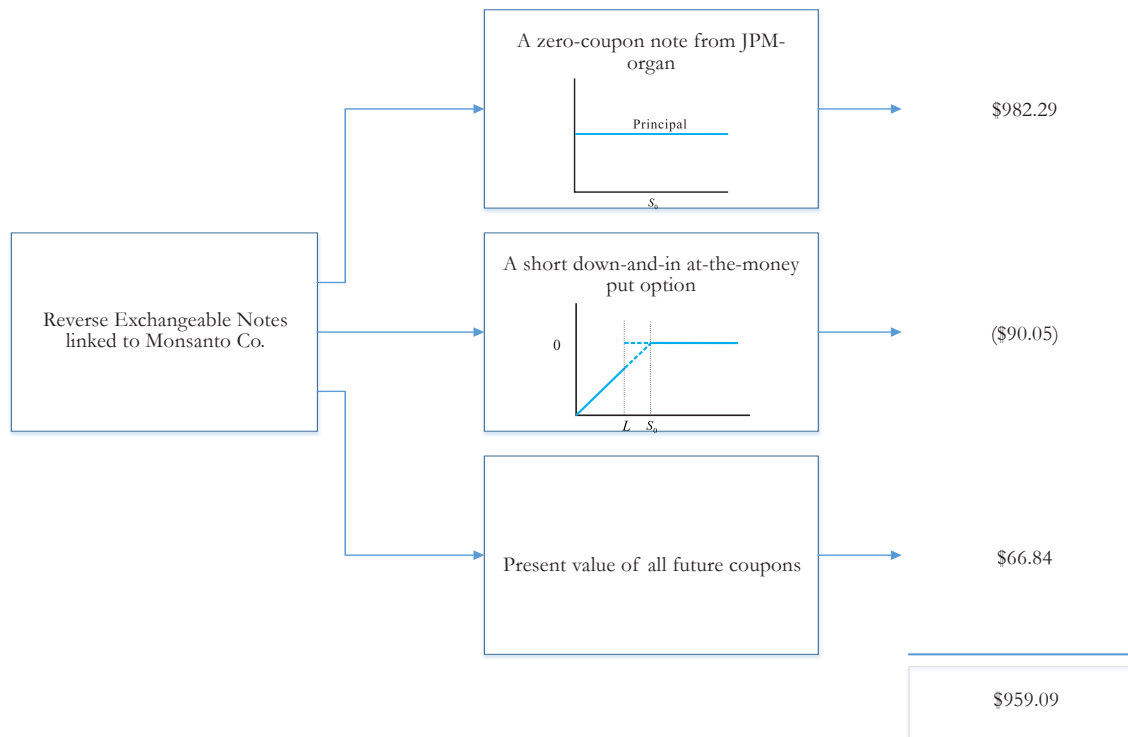 A zero-coupon note from JPM-
organ
Principal
S₀
$982.29
Reverse Exchangeable Notes
linked to Monsanto Co.
A short down-and-in at-the-money
put option
0
L S₀
($90.05)
Present value of all future coupons
$66.84
$959.09